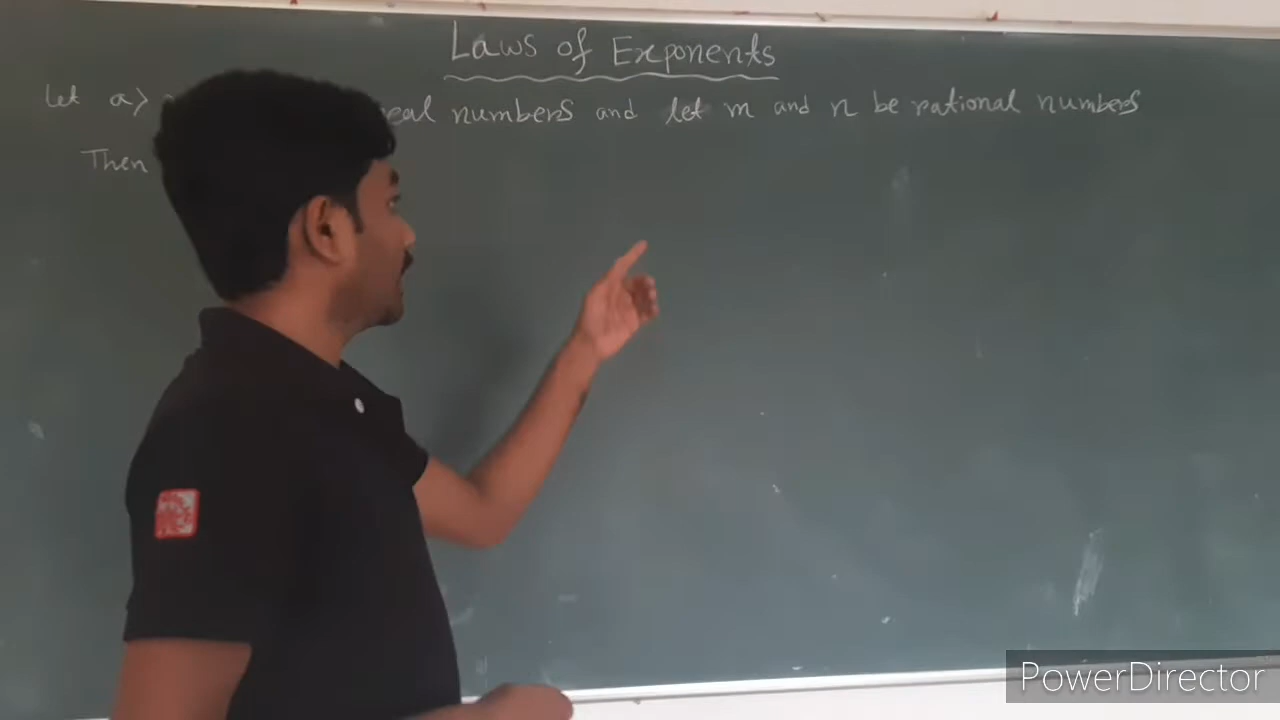 Laws of Exponents
Let a > real numbers and let m and n be rational numbers
Then
PowerDirector